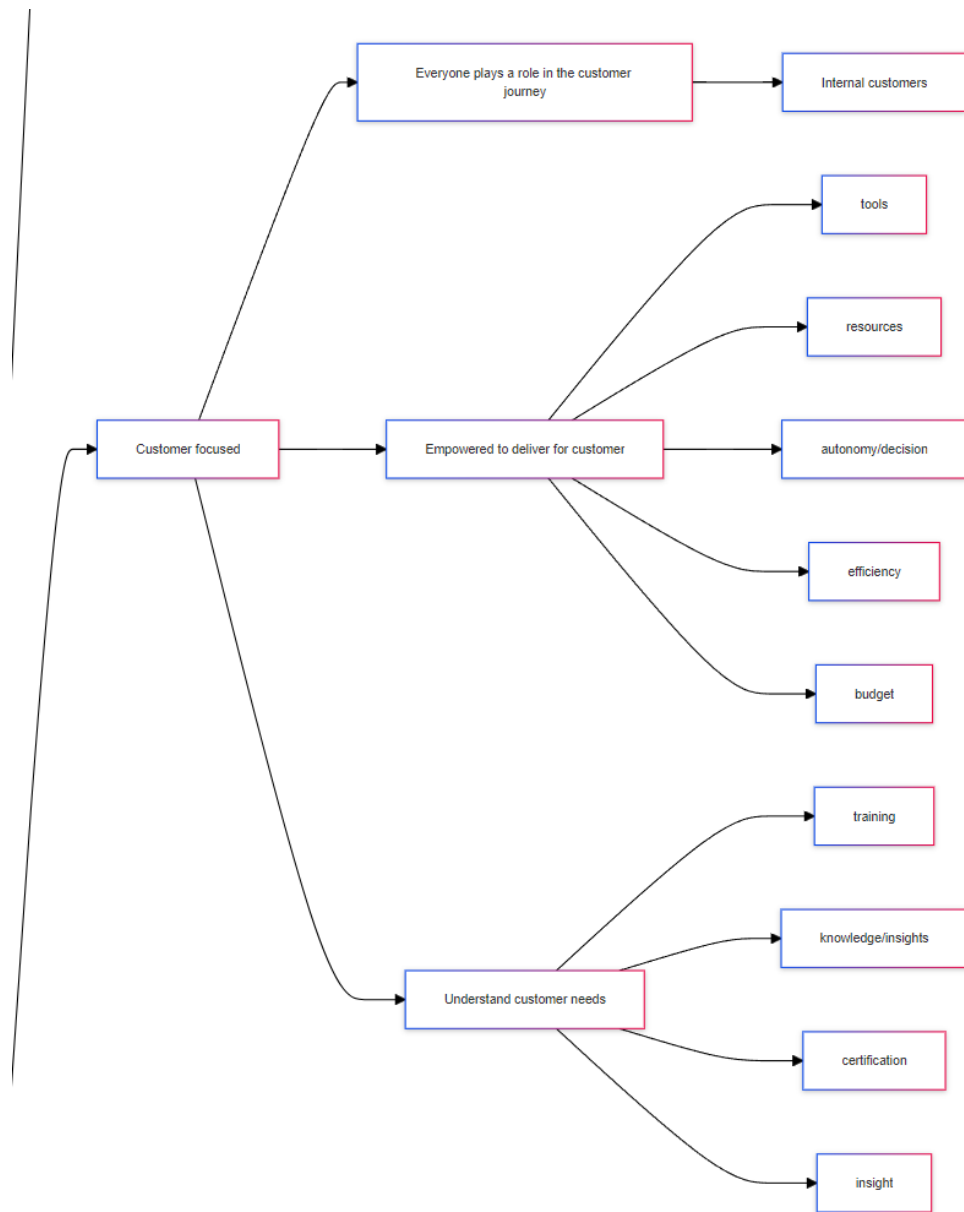 Everyone plays a role in the customer
journey
Internal customers
tools
resources
Customer focused
Empowered to deliver for customer
autonomy/decision
efficiency
budget
training
knowledge/insights
Understand customer needs
certification
insight